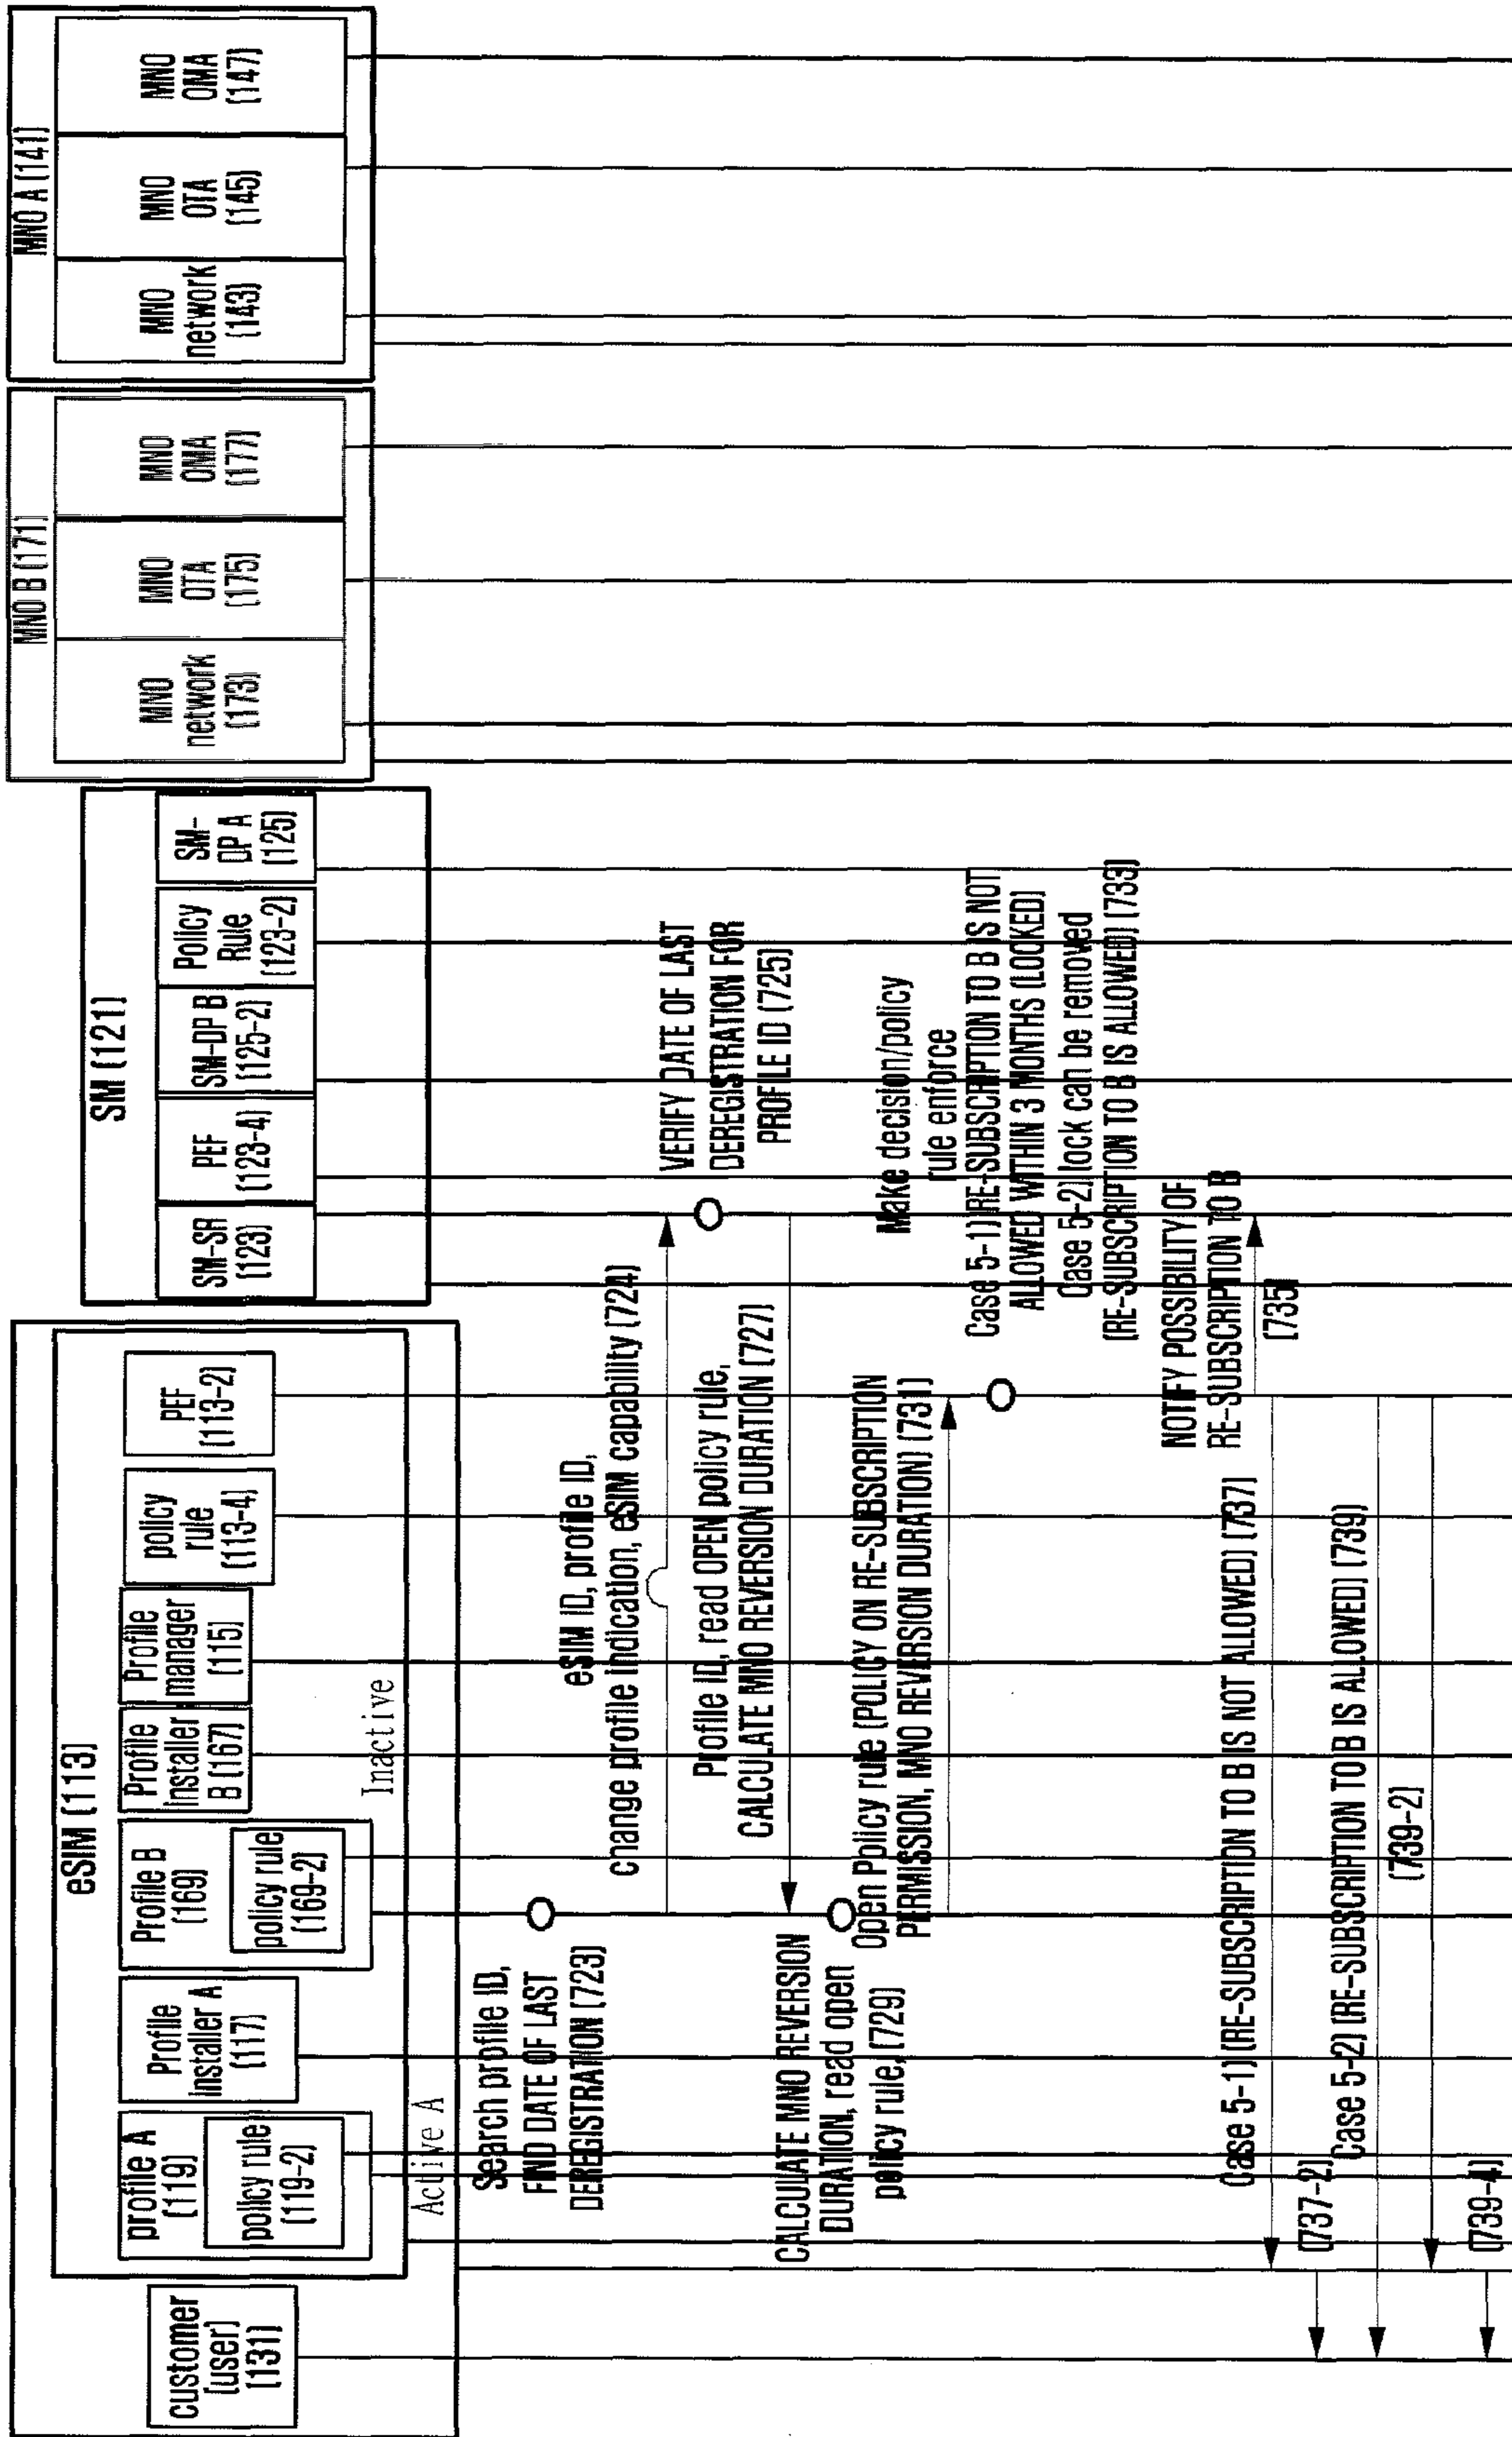 eSIM (113)
customer
(user)
(131)
profile A
(119)
policy rule
(119-2)
Profile
installer A
(117)
Profile B
(169)
policy rule
(169-2)
Profile
installer
B (167)
Profile
manager
(115)
policy
rule
(113-4)
PEF
(113-2)
Active A
Inactive
SM (121)
SM-SR
(123)
PEF
(123-4)
SM-DP B
(125-2)
Policy
Rule
(123-2)
SM-
DP A
(125)
MNO B (171)
MNO
network
(173)
MNO
OTA
(175)
MNO
OMA
(177)
MNO A (141)
MNO
network
(143)
MNO
OTA
(145)
MNO
OMA
(147)
Search profile ID,
FIND DATE OF LAST
DEREGISTRATION (723)
eSIM ID, profile ID,
change profile indication, eSIM capability (724)
VERIFY DATE OF LAST
DEREGISTRATION FOR
PROFILE ID (725)
Profile ID, read OPEN policy rule,
CALCULATE MNO REVERSION DURATION (727)
CALCULATE MNO REVERSION
DURATION, read open
policy rule, (729)
Open Policy rule (POLICY ON RE-SUBSCRIPTION
PERMISSION, MNO REVERSION DURATION) (731)
Make decision/policy
rule enforce
Case 5-1)(RE-SUBSCRIPTION TO B IS NOT
ALLOWED WITHIN 3 MONTHS (LOCKED)
Case 5-2) lock can be removed
(RE-SUBSCRIPTION TO B IS ALLOWED) (733)
NOTIFY POSSIBILITY OF
RE-SUBSCRIPTION TO B
(735)
Case 5-1)(RE-SUBSCRIPTION TO B IS NOT ALLOWED) (737)
(737-2)
Case 5-2) (RE-SUBSCRIPTION TO B IS ALLOWED) (739)
(739-2)
(739-4)